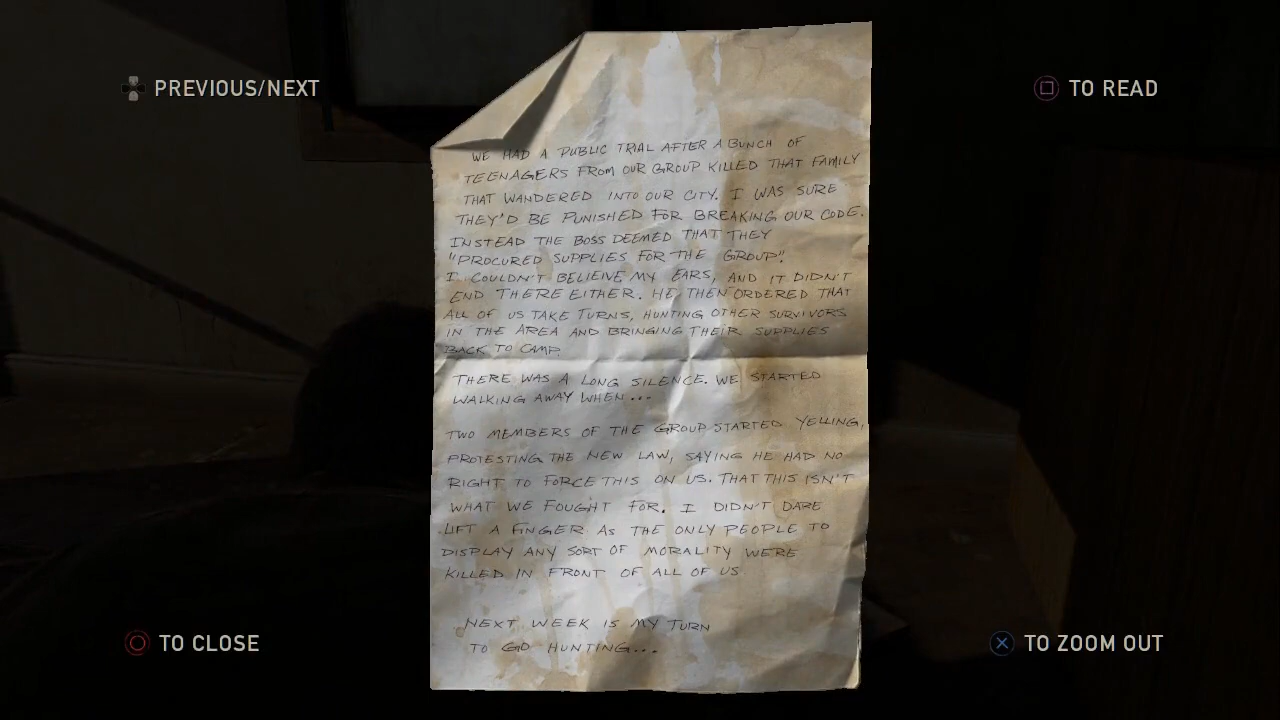 PREVIOUS/NEXT
TO READ
WE HAD A PUBLIC TRIAL AFTER A BUNCH OF
TEENAGERS FROM OUR GROUP KILLED THAT FAMILY
THAT WANDERED INTO OUR CITY. I WAS SURE
THEY'D BE PUNISHED FOR BREAKING OUR CODE.
INSTEAD THE BOSS DEEMED THAT THEY
"PROCURED SUPPLIES FOR THE GROUP".
I COULDN'T BELIEIVE MY EARS, AND IT DIDN'T
END THERE EITHER. HE THEN ORDERED THAT
ALL OF US TAKE TURNS, HUNTING OTHER SURVIVORS
IN THE AREA AND BRINGING THEIR SUPPLIES
BACK TO CAMP.
THERE WAS A LONG SILENCE. WE STARTED
WALKING AWAY WHEN...
TWO MEMBERS OF THE GROUP STARTED YELLING,
PROTESTING THE NEW LAW, SAYING HE HAD NO
RIGHT TO FORCE THIS ON US. THAT THIS ISN'T
WHAT WE FOUGHT FOR. I DIDN'T DARE
LIFT A FINGER AS THE ONLY PEOPLE TO
DISPLAY ANY SORT OF MORALITY WERE
KILLED IN FRONT OF ALL OF US
NEXT WEEK IS MY TURN
TO GO HUNTING...
TO CLOSE
TO ZOOM OUT